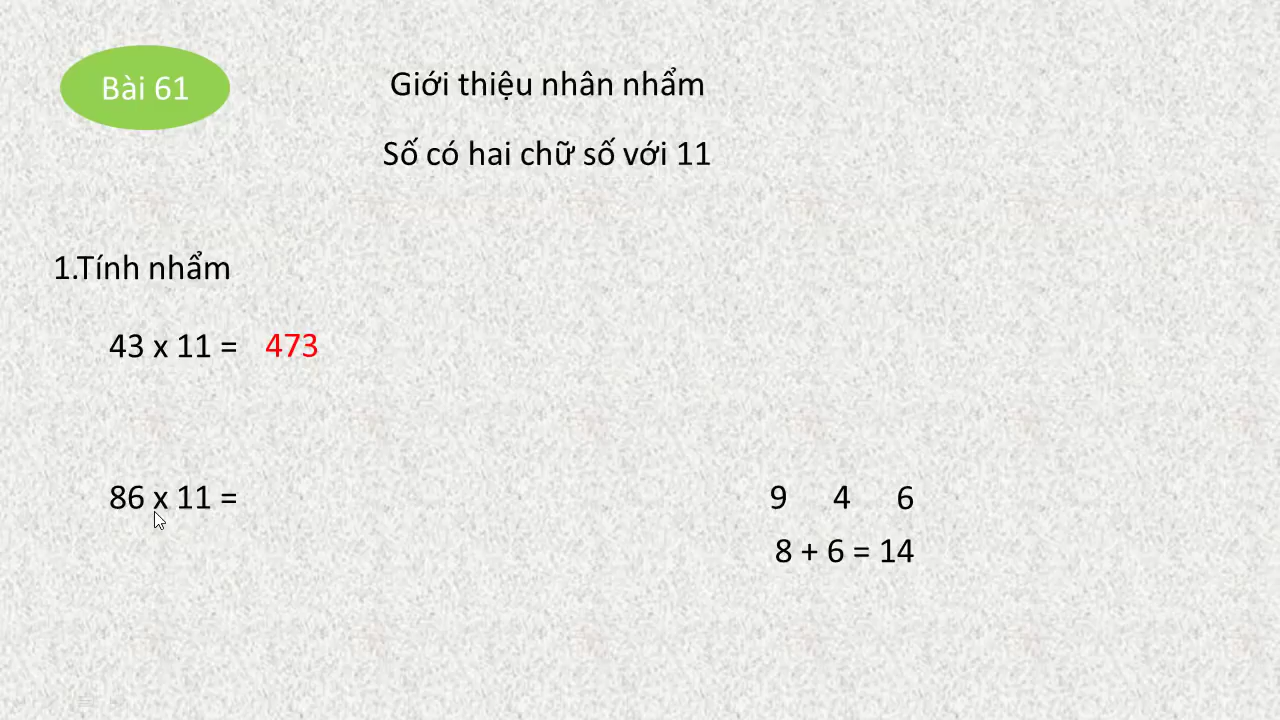 Bài 61
Giới thiệu nhân nhẩm
Số có hai chữ số với 11
1.Tính nhẩm
43 x 11 = 473
86 x 11 =
9 4 6
8 + 6 = 14